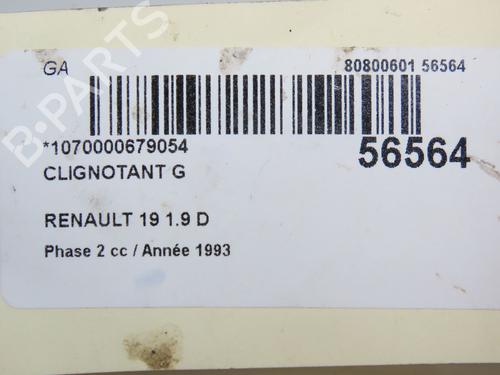 GA
80800601 56564
*1070000679054
56564
CLIGNOTANT G
RENAULT 19 1.9 D
Phase 2 cc / Année 1993
B-PARTS